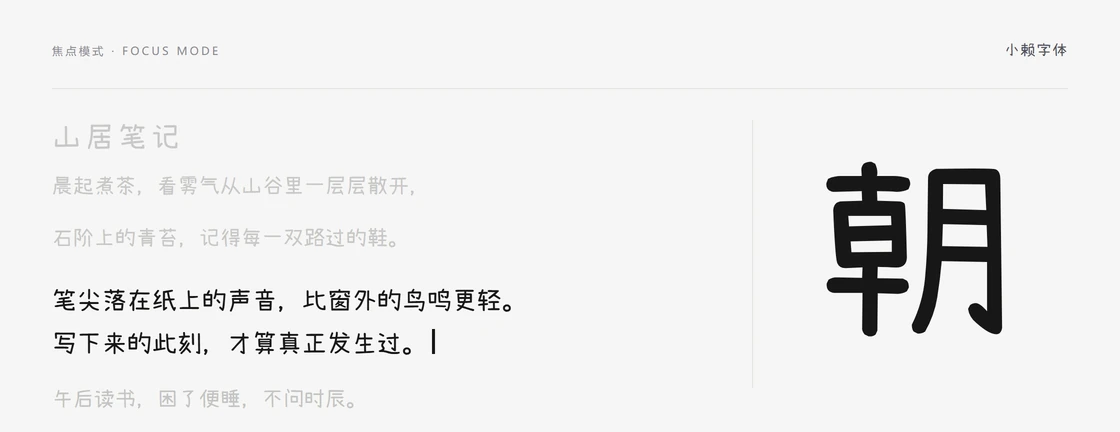 焦点模式 · FOCUS MODE
小赖字体
山居笔记
晨起煮茶，看雾气从山谷里一层层散开，
石阶上的青苔，记得每一双路过的鞋。
笔尖落在纸上的声音，比窗外的鸟鸣更轻。
写下来的此刻，才算真正发生过。
午后读书，困了便睡，不问时辰。
朝